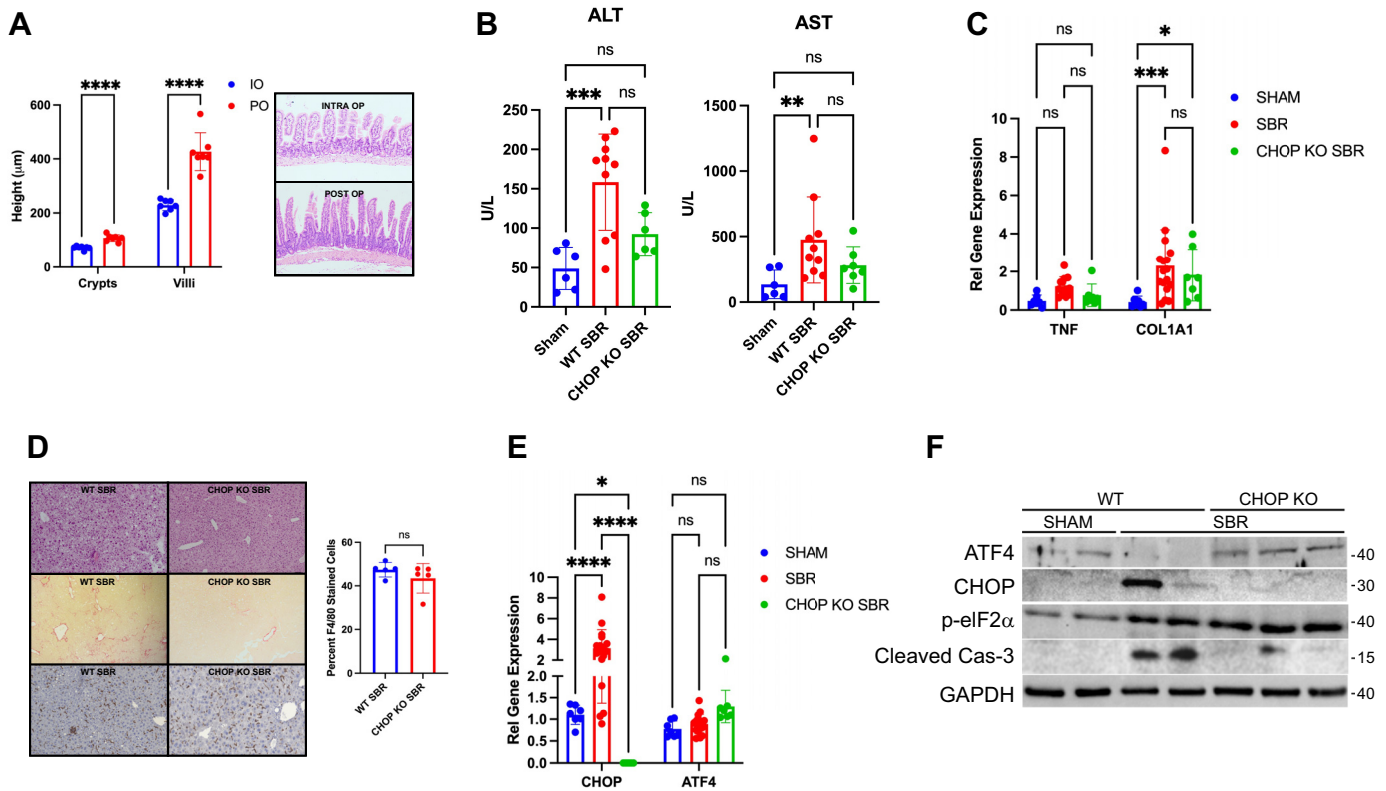 A
****
****
IO
PO
600
400
200
0
Height (μm)
Crypts
Villi
INTRA OP
POST OP
B
ALT
ns
***
ns
250
200
150
100
50
0
U/L
Sham
WT SBR
CHOP KO SBR
AST
ns
**
ns
1500
1000
500
0
U/L
Sham
WT SBR
CHOP KO SBR
C
ns
*
ns
***
ns
ns
SHAM
SBR
CHOP KO SBR
10
8
6
4
2
0
Rel Gene Expression
TNF
COL1A1
D
WT SBR
CHOP KO SBR
WT SBR
CHOP KO SBR
WT SBR
CHOP KO SBR
ns
60
40
20
0
Percent F4/80 Stained Cells
WT SBR
CHOP KO SBR
E
*
ns
****
ns
****
ns
SHAM
SBR
CHOP KO SBR
10
8
6
4
2
2.0
1.5
1.0
0.5
0.0
Rel Gene Expression
CHOP
ATF4
F
WT
CHOP KO
SHAM
SBR
ATF4
-40
CHOP
-30
p-eIF2α
-40
Cleaved Cas-3
-15
GAPDH
-40